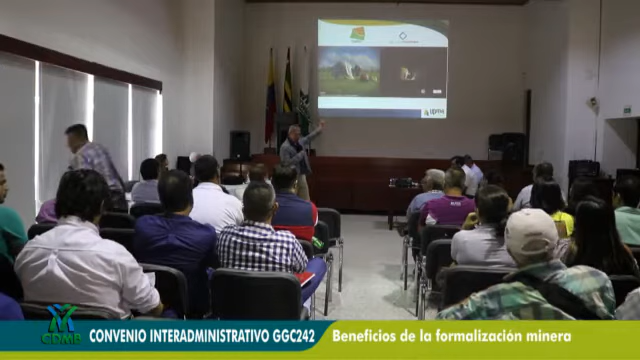 CDMB
CONVENIO INTERADMINISTRATIVO GGC242
Beneficios de la formalización minera